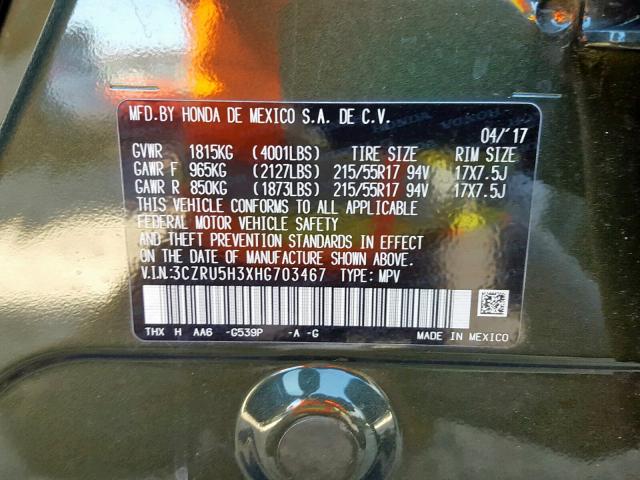 MFD.BY HONDA DE MEXICO S.A. DE C.V.
04/'17
GVWR 1815KG (4001LBS) TIRE SIZE RIM SIZE
GAWR F 965KG (2127LBS) 215/55R17 94V 17X7.5J
GAWR R 850KG (1873LBS) 215/55R17 94V 17X7.5J
THIS VEHICLE CONFORMS TO ALL APPLICABLE
FEDERAL MOTOR VEHICLE SAFETY
AND THEFT PREVENTION STANDARDS IN EFFECT
ON THE DATE OF MANUFACTURE SHOWN ABOVE.
V.I.N.:3CZRU5H3XHG703467 TYPE: MPV
THX H AA6 -G539P -A -G
MADE IN MEXICO